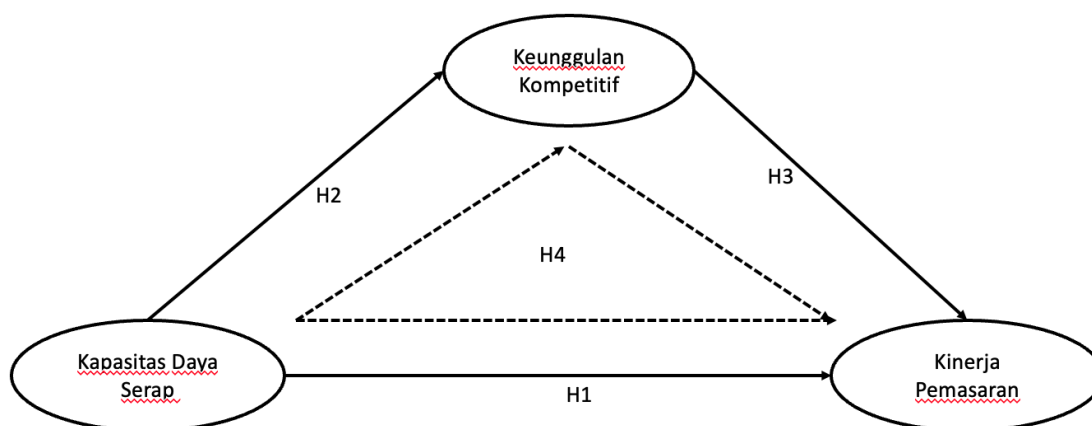 Keunggulan
Kompetitif
H2
H3
H4
Kapasitas Daya
Serap
H1
Kinerja
Pemasaran